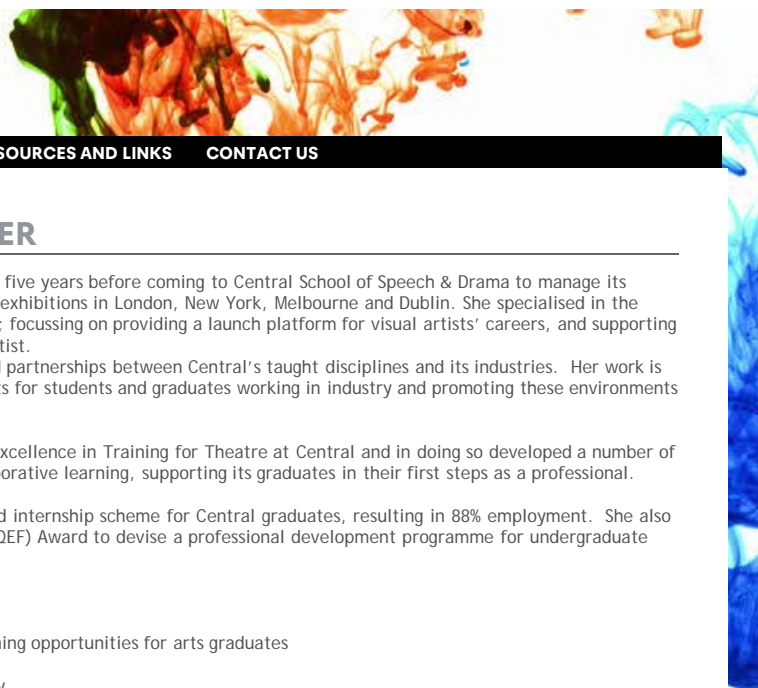 SOURCES AND LINKS CONTACT US
ER
five years before coming to Central School of Speech & Drama to manage its
exhibitions in London, New York, Melbourne and Dublin. She specialised in the
; focussing on providing a launch platform for visual artists' careers, and supporting
tist.
partnerships between Central's taught disciplines and its industries. Her work is
ts for students and graduates working in industry and promoting these environments
xcellence in Training for Theatre at Central and in doing so developed a number of
orative learning, supporting its graduates in their first steps as a professional.
d internship scheme for Central graduates, resulting in 88% employment. She also
QEF) Award to devise a professional development programme for undergraduate
ning opportunities for arts graduates